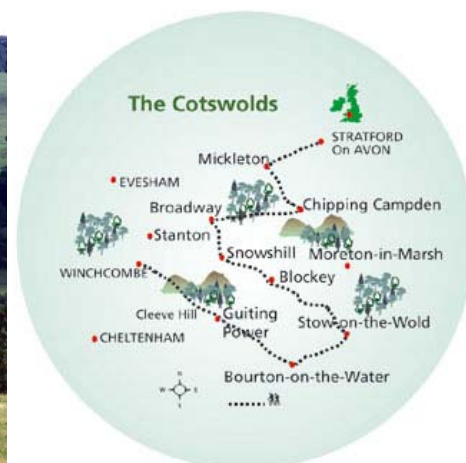 The Cotswolds
STRATFORD
On AVON
Mickleton
EVESHAM
Broadway
Chipping Campden
Stanton
Snowshill
Moreton-in-Marsh
WINCHCOMBE
Blockey
Cleeve Hill
Guiting
Power
Stow-on-the-Wold
CHELTENHAM
Bourton-on-the-Water
N
W E
S